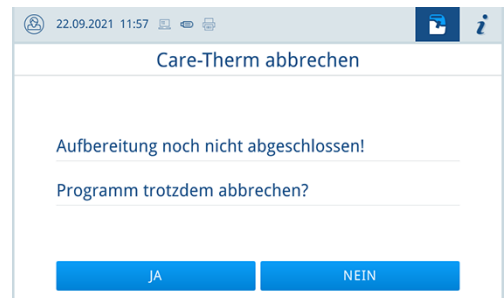 22.09.2021 11:57
i
Care-Therm abbrechen
Aufbereitung noch nicht abgeschlossen!
Programm trotzdem abbrechen?
JA NEIN